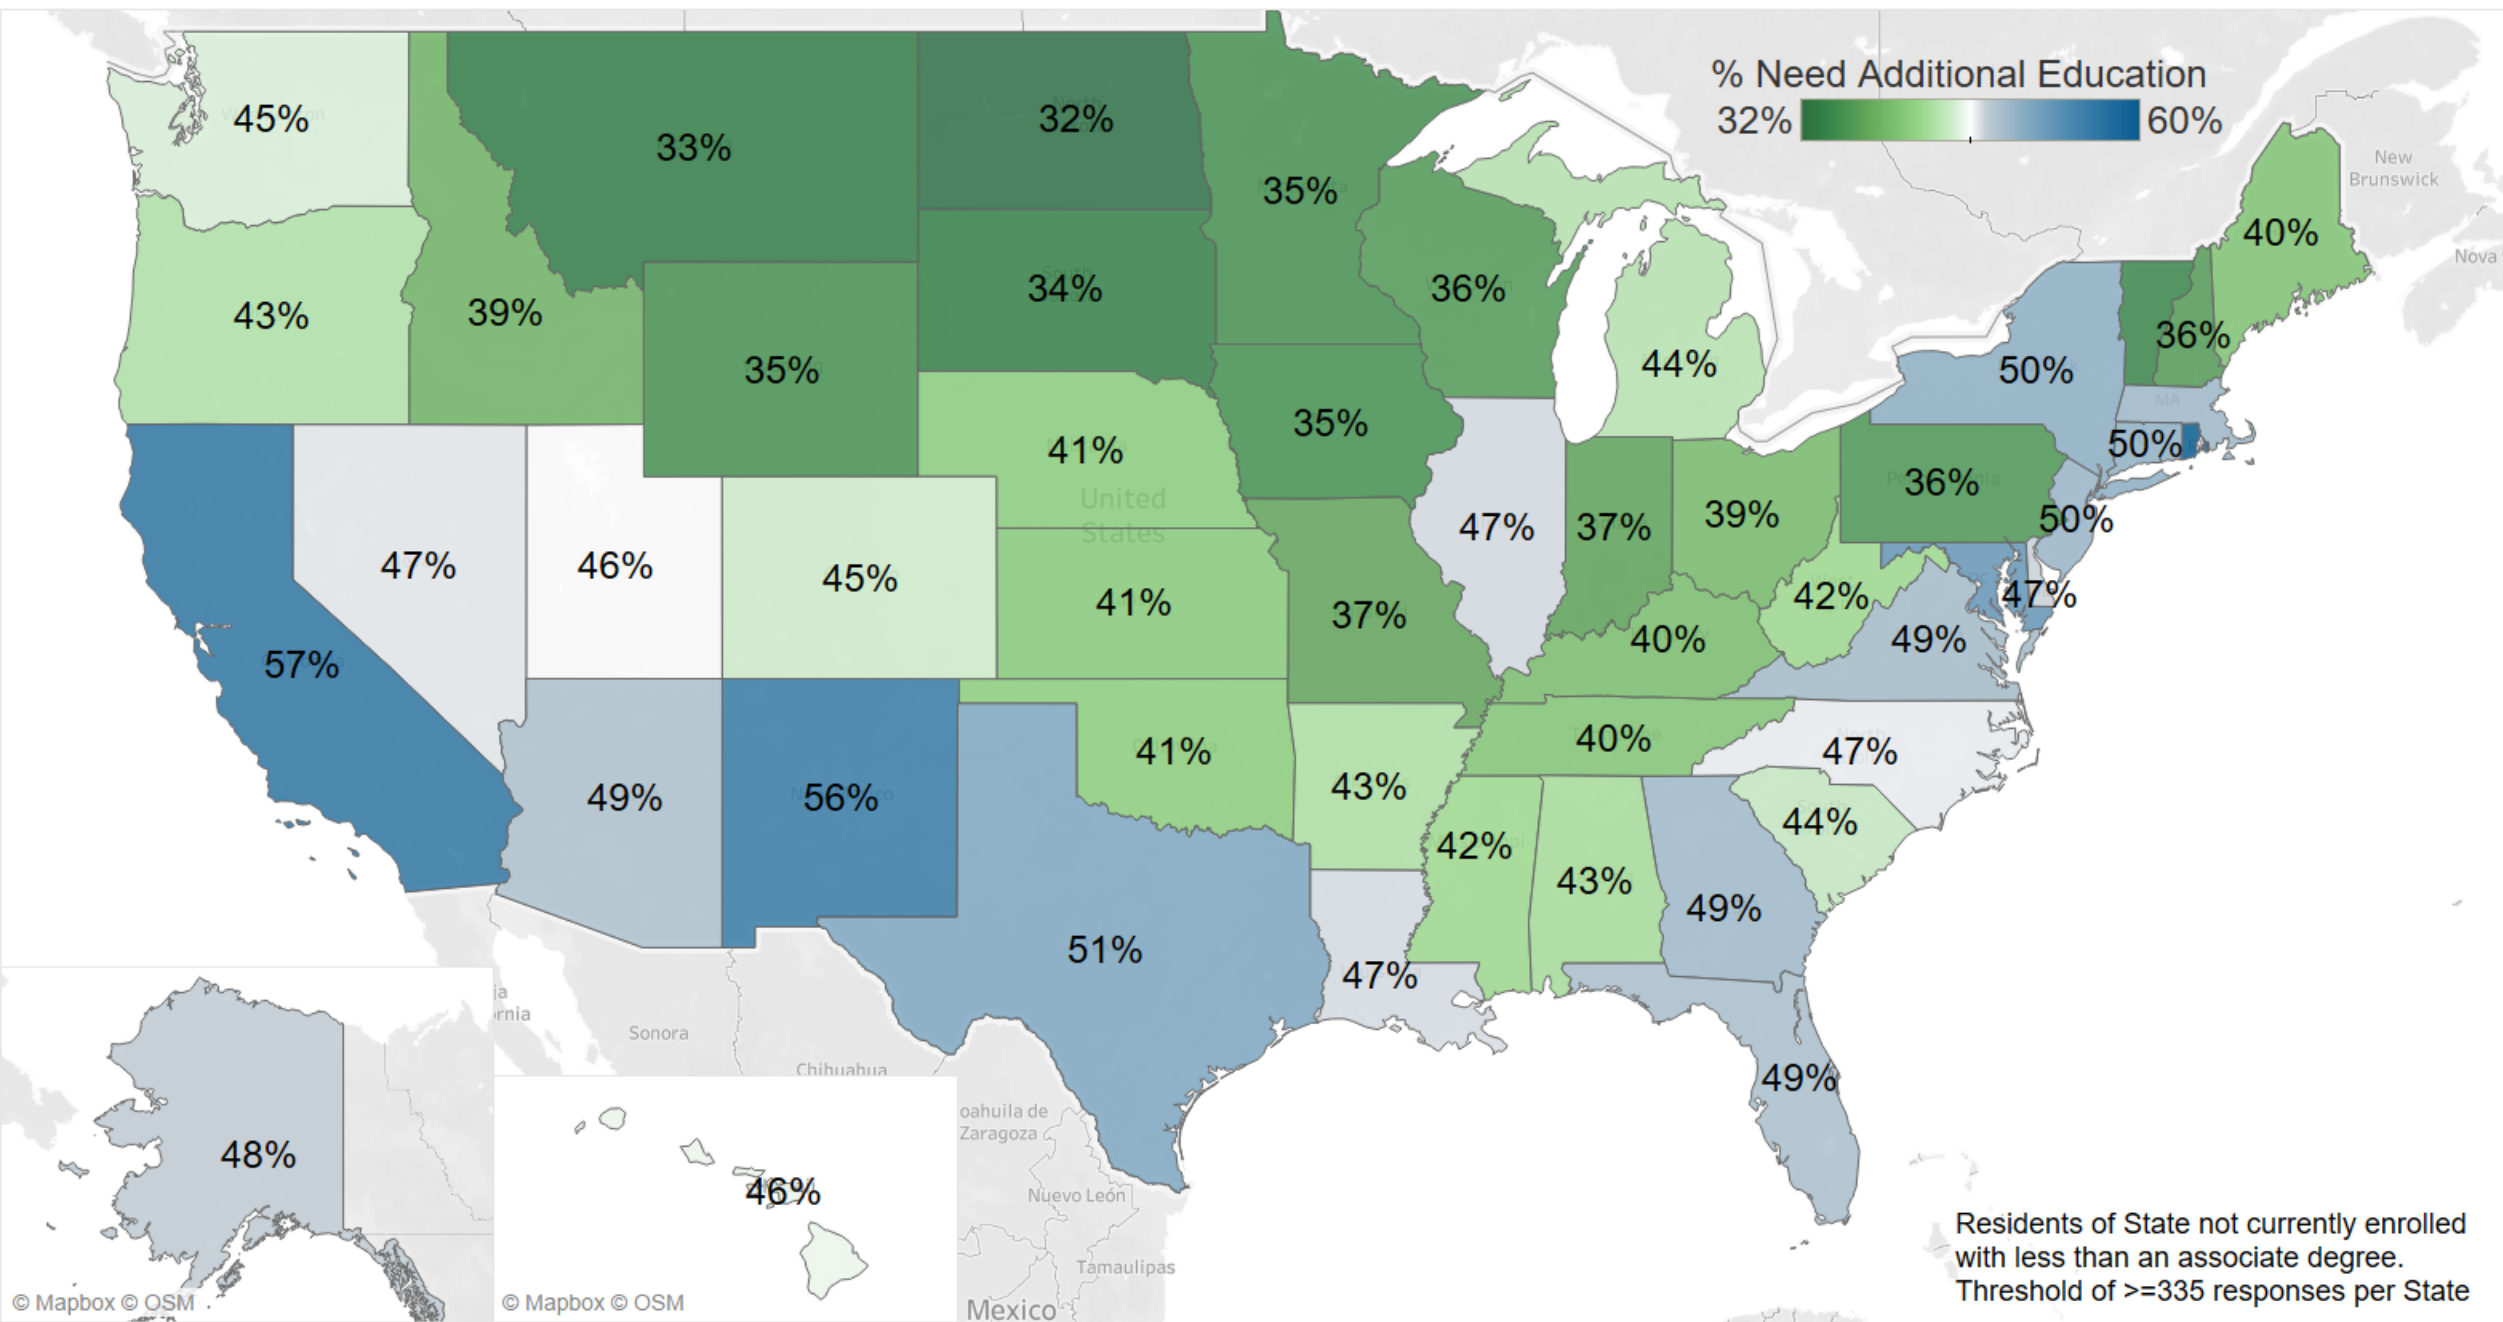 % Need Additional Education
32%
60%
45%
33%
32%
35%
New
Brunswick
40%
Nova
43%
39%
34%
36%
36%
35%
44%
50%
MA
41%
35%
50%
36%
United
States
47%
46%
45%
47%
37%
39%
50%
41%
37%
42%
47%
57%
40%
49%
41%
40%
47%
49%
56%
43%
44%
42%
43%
49%
51%
47%
49%
Sonora
Chihuahua
48%
46%
Zaragoza
Nuevo León
Tamaulipas
Mexico
Residents of State not currently enrolled
with less than an associate degree.
Threshold of >=335 responses per State
© Mapbox © OSM
© Mapbox © OSM